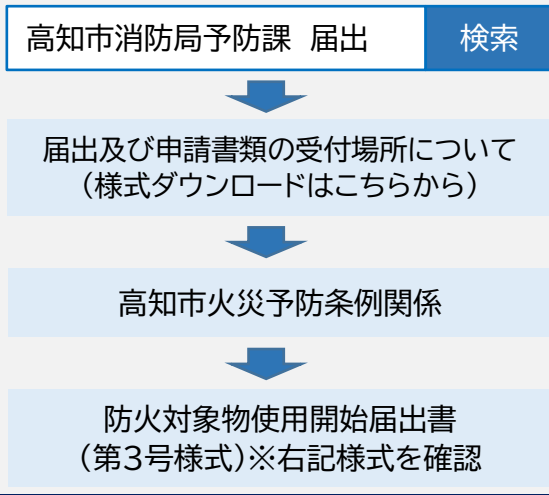 高知市消防局予防課 届出 検索
届出及び申請書類の受付場所について
（様式ダウンロードはこちらから）
高知市火災予防条例関係
防火対象物使用開始届出書
（第3号様式）※右記様式を確認